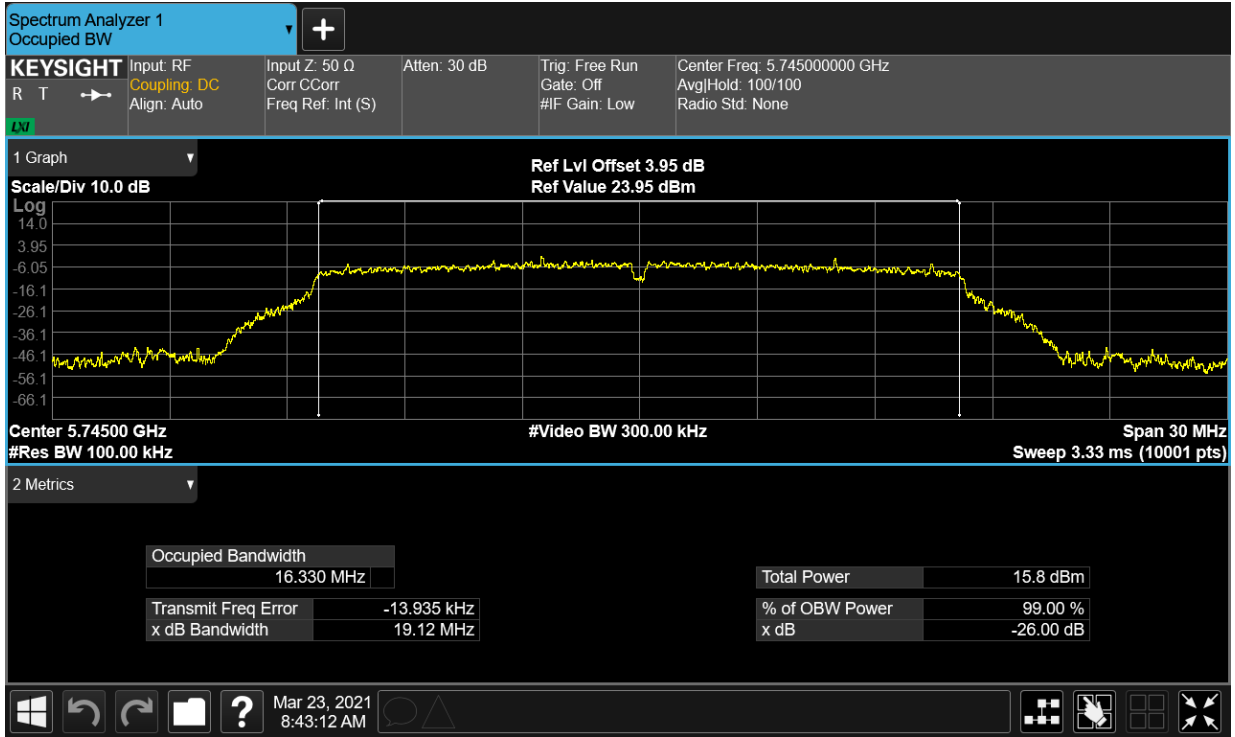 Spectrum Analyzer 1
Occupied BW
▼
+
KEYSIGHT
R T
LXI
Input: RF
Coupling: DC
Align: Auto
Input Z: 50 Ω
Corr CCorr
Freq Ref: Int (S)
Atten: 30 dB
Trig: Free Run
Gate: Off
#IF Gain: Low
Center Freq: 5.745000000 GHz
Avg|Hold: 100/100
Radio Std: None
1 Graph ▼
Scale/Div 10.0 dB
Ref Lvl Offset 3.95 dB
Ref Value 23.95 dBm
Log
14.0
3.95
-6.05
-16.1
-26.1
-36.1
-46.1
-56.1
-66.1
Center 5.74500 GHz
#Res BW 100.00 kHz
#Video BW 300.00 kHz
Span 30 MHz
Sweep 3.33 ms (10001 pts)
2 Metrics ▼
Occupied Bandwidth
16.330 MHz
Transmit Freq Error -13.935 kHz
x dB Bandwidth 19.12 MHz
Total Power 15.8 dBm
% of OBW Power 99.00 %
x dB -26.00 dB
?
Mar 23, 2021
8:43:12 AM